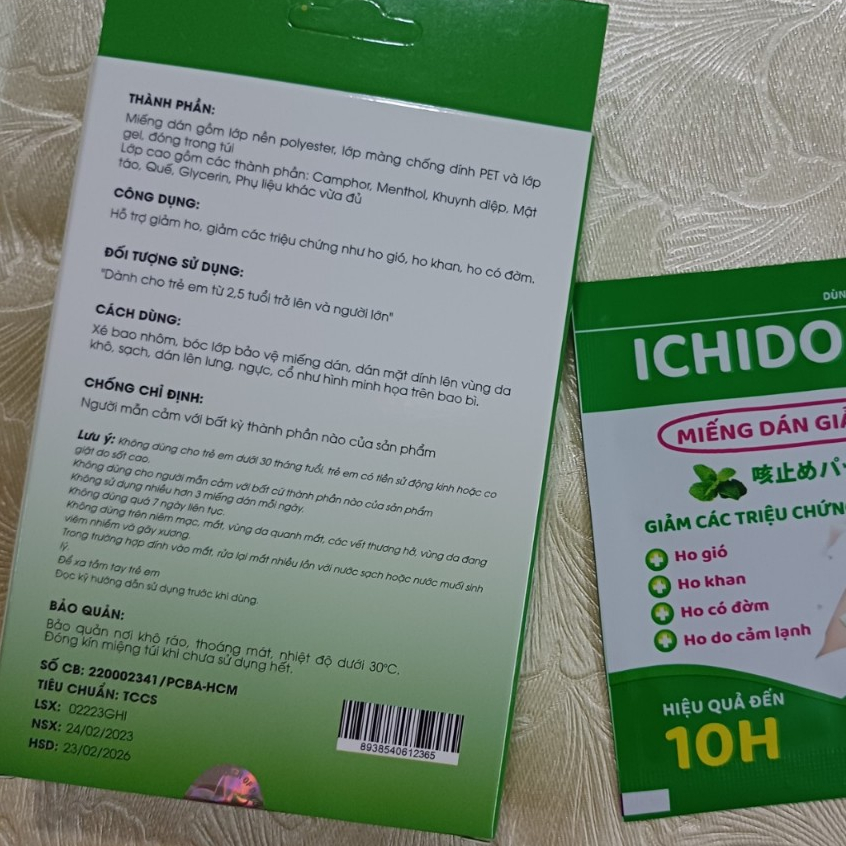 THÀNH PHẦN:
Miếng dán gồm lớp nền polyester, lớp màng chống dính PET và lớp
gel, đóng trong túi
Lớp cao gồm các thành phần: Camphor, Menthol, Khuynh diệp, Mật
táo, Quế, Glycerin, Phụ liệu khác vừa đủ
CÔNG DỤNG:
Hỗ trợ giảm ho, giảm các triệu chứng như ho gió, ho khan, ho có đờm.
ĐỐI TƯỢNG SỬ DỤNG:
"Dành cho trẻ em từ 2,5 tuổi trở lên và người lớn"
CÁCH DÙNG:
Xé bao nhôm, bóc lớp bảo vệ miếng dán, dán mặt dính lên vùng da
khô, sạch, dán lên lưng, ngực, cổ như hình minh họa trên bao bì.
CHỐNG CHỈ ĐỊNH:
Người mẫn cảm với bất kỳ thành phần nào của sản phẩm
Lưu ý: Không dùng cho trẻ em dưới 30 tháng tuổi, trẻ em có tiền sử động kinh hoặc co
giật do sốt cao.
Không dùng cho người mẫn cảm với bất cứ thành phần nào của sản phẩm
Không sử dụng nhiều hơn 3 miếng dán mỗi ngày.
Không dùng quá 7 ngày liên tục.
Không dùng trên niêm mạc, mắt, vùng da quanh mắt, các vết thương hở, vùng da đang
viêm nhiễm và gãy xương.
Trong trường hợp dính vào mắt, rửa lại mắt nhiều lần với nước sạch hoặc nước muối sinh
lý.
Để xa tầm tay trẻ em
Đọc kỹ hướng dẫn sử dụng trước khi dùng.
BẢO QUẢN:
Bảo quản nơi khô ráo, thoáng mát, nhiệt độ dưới 30°C.
Đóng kín miệng túi khi chưa sử dụng hết.
SỐ CB: 220002341/PCBA-HCM
TIÊU CHUẨN: TCCS
LSX: 02223GHI
NSX: 24/02/2023
HSD: 23/02/2026
8938540612365
ICHIDO
MIẾNG DÁN
咳止めパ
GIẢM CÁC TRIỆU CHỨNG
Ho gió
Ho khan
Ho có đờm
Ho do cảm lạnh
HIỆU QUẢ ĐẾN
10H